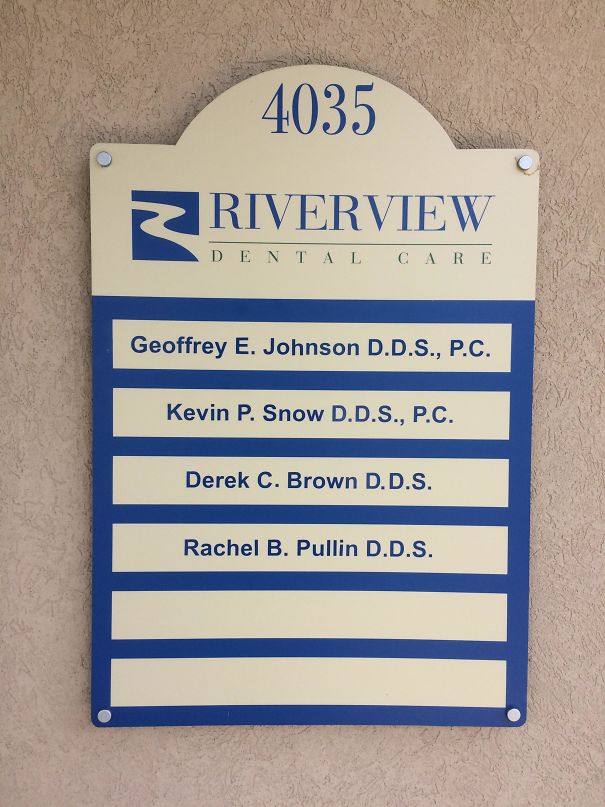 4035
RIVERVIEW
DENTAL CARE
Geoffrey E. Johnson D.D.S., P.C.
Kevin P. Snow D.D.S., P.C.
Derek C. Brown D.D.S.
Rachel B. Pullin D.D.S.